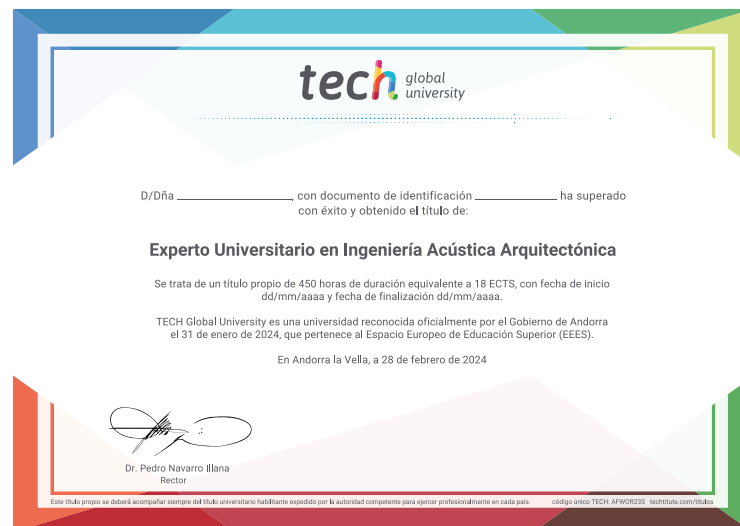 tech global university
D/Dña ____________________, con documento de identificación ______________ ha superado
con éxito y obtenido el título de:
Experto Universitario en Ingeniería Acústica Arquitectónica
Se trata de un título propio de 450 horas de duración equivalente a 18 ECTS, con fecha de inicio
dd/mm/aaaa y fecha de finalización dd/mm/aaaa.
TECH Global University es una universidad reconocida oficialmente por el Gobierno de Andorra
el 31 de enero de 2024, que pertenece al Espacio Europeo de Educación Superior (EEES).
En Andorra la Vella, a 28 de febrero de 2024
Dr. Pedro Navarro Illana
Rector
Este título propio se deberá acompañar siempre del título universitario habilitante expedido por la autoridad competente para ejercer profesionalmente en cada país. código único TECH: AFWOR23S techtitute.com/titulos